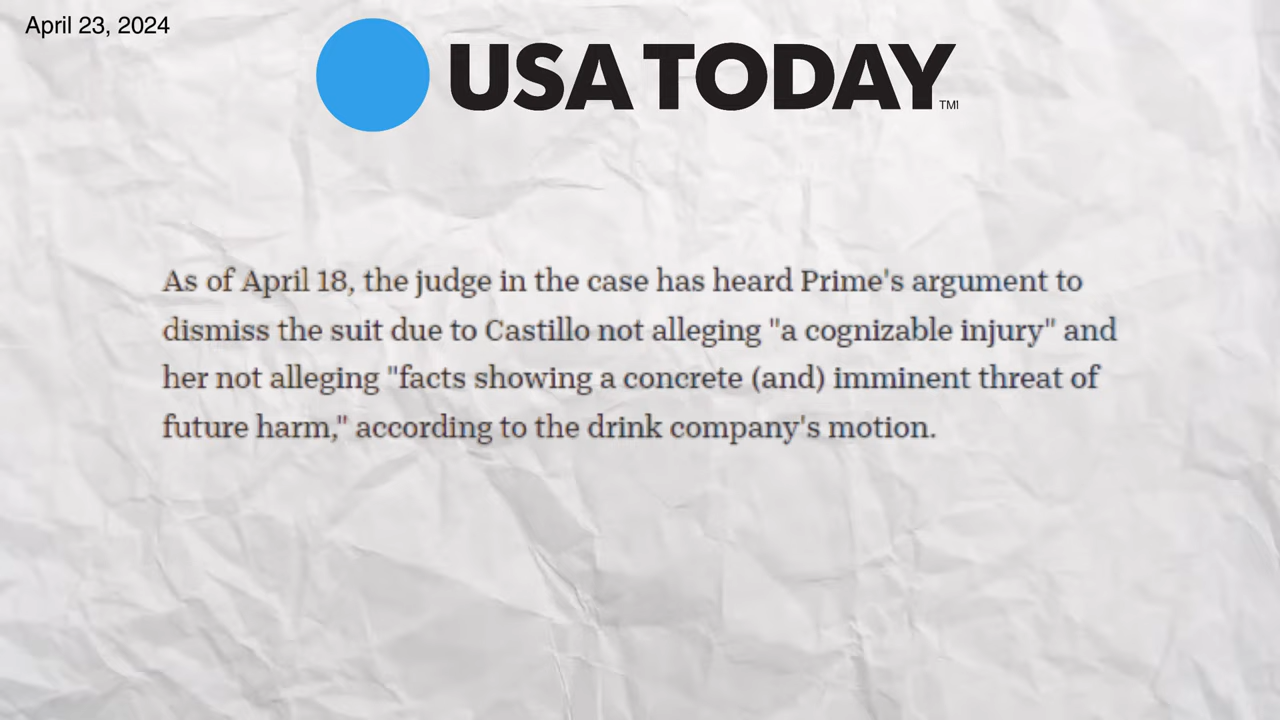 April 23, 2024
USA TODAY
TM
As of April 18, the judge in the case has heard Prime's argument to
dismiss the suit due to Castillo not alleging "a cognizable injury" and
her not alleging "facts showing a concrete (and) imminent threat of
future harm," according to the drink company's motion.